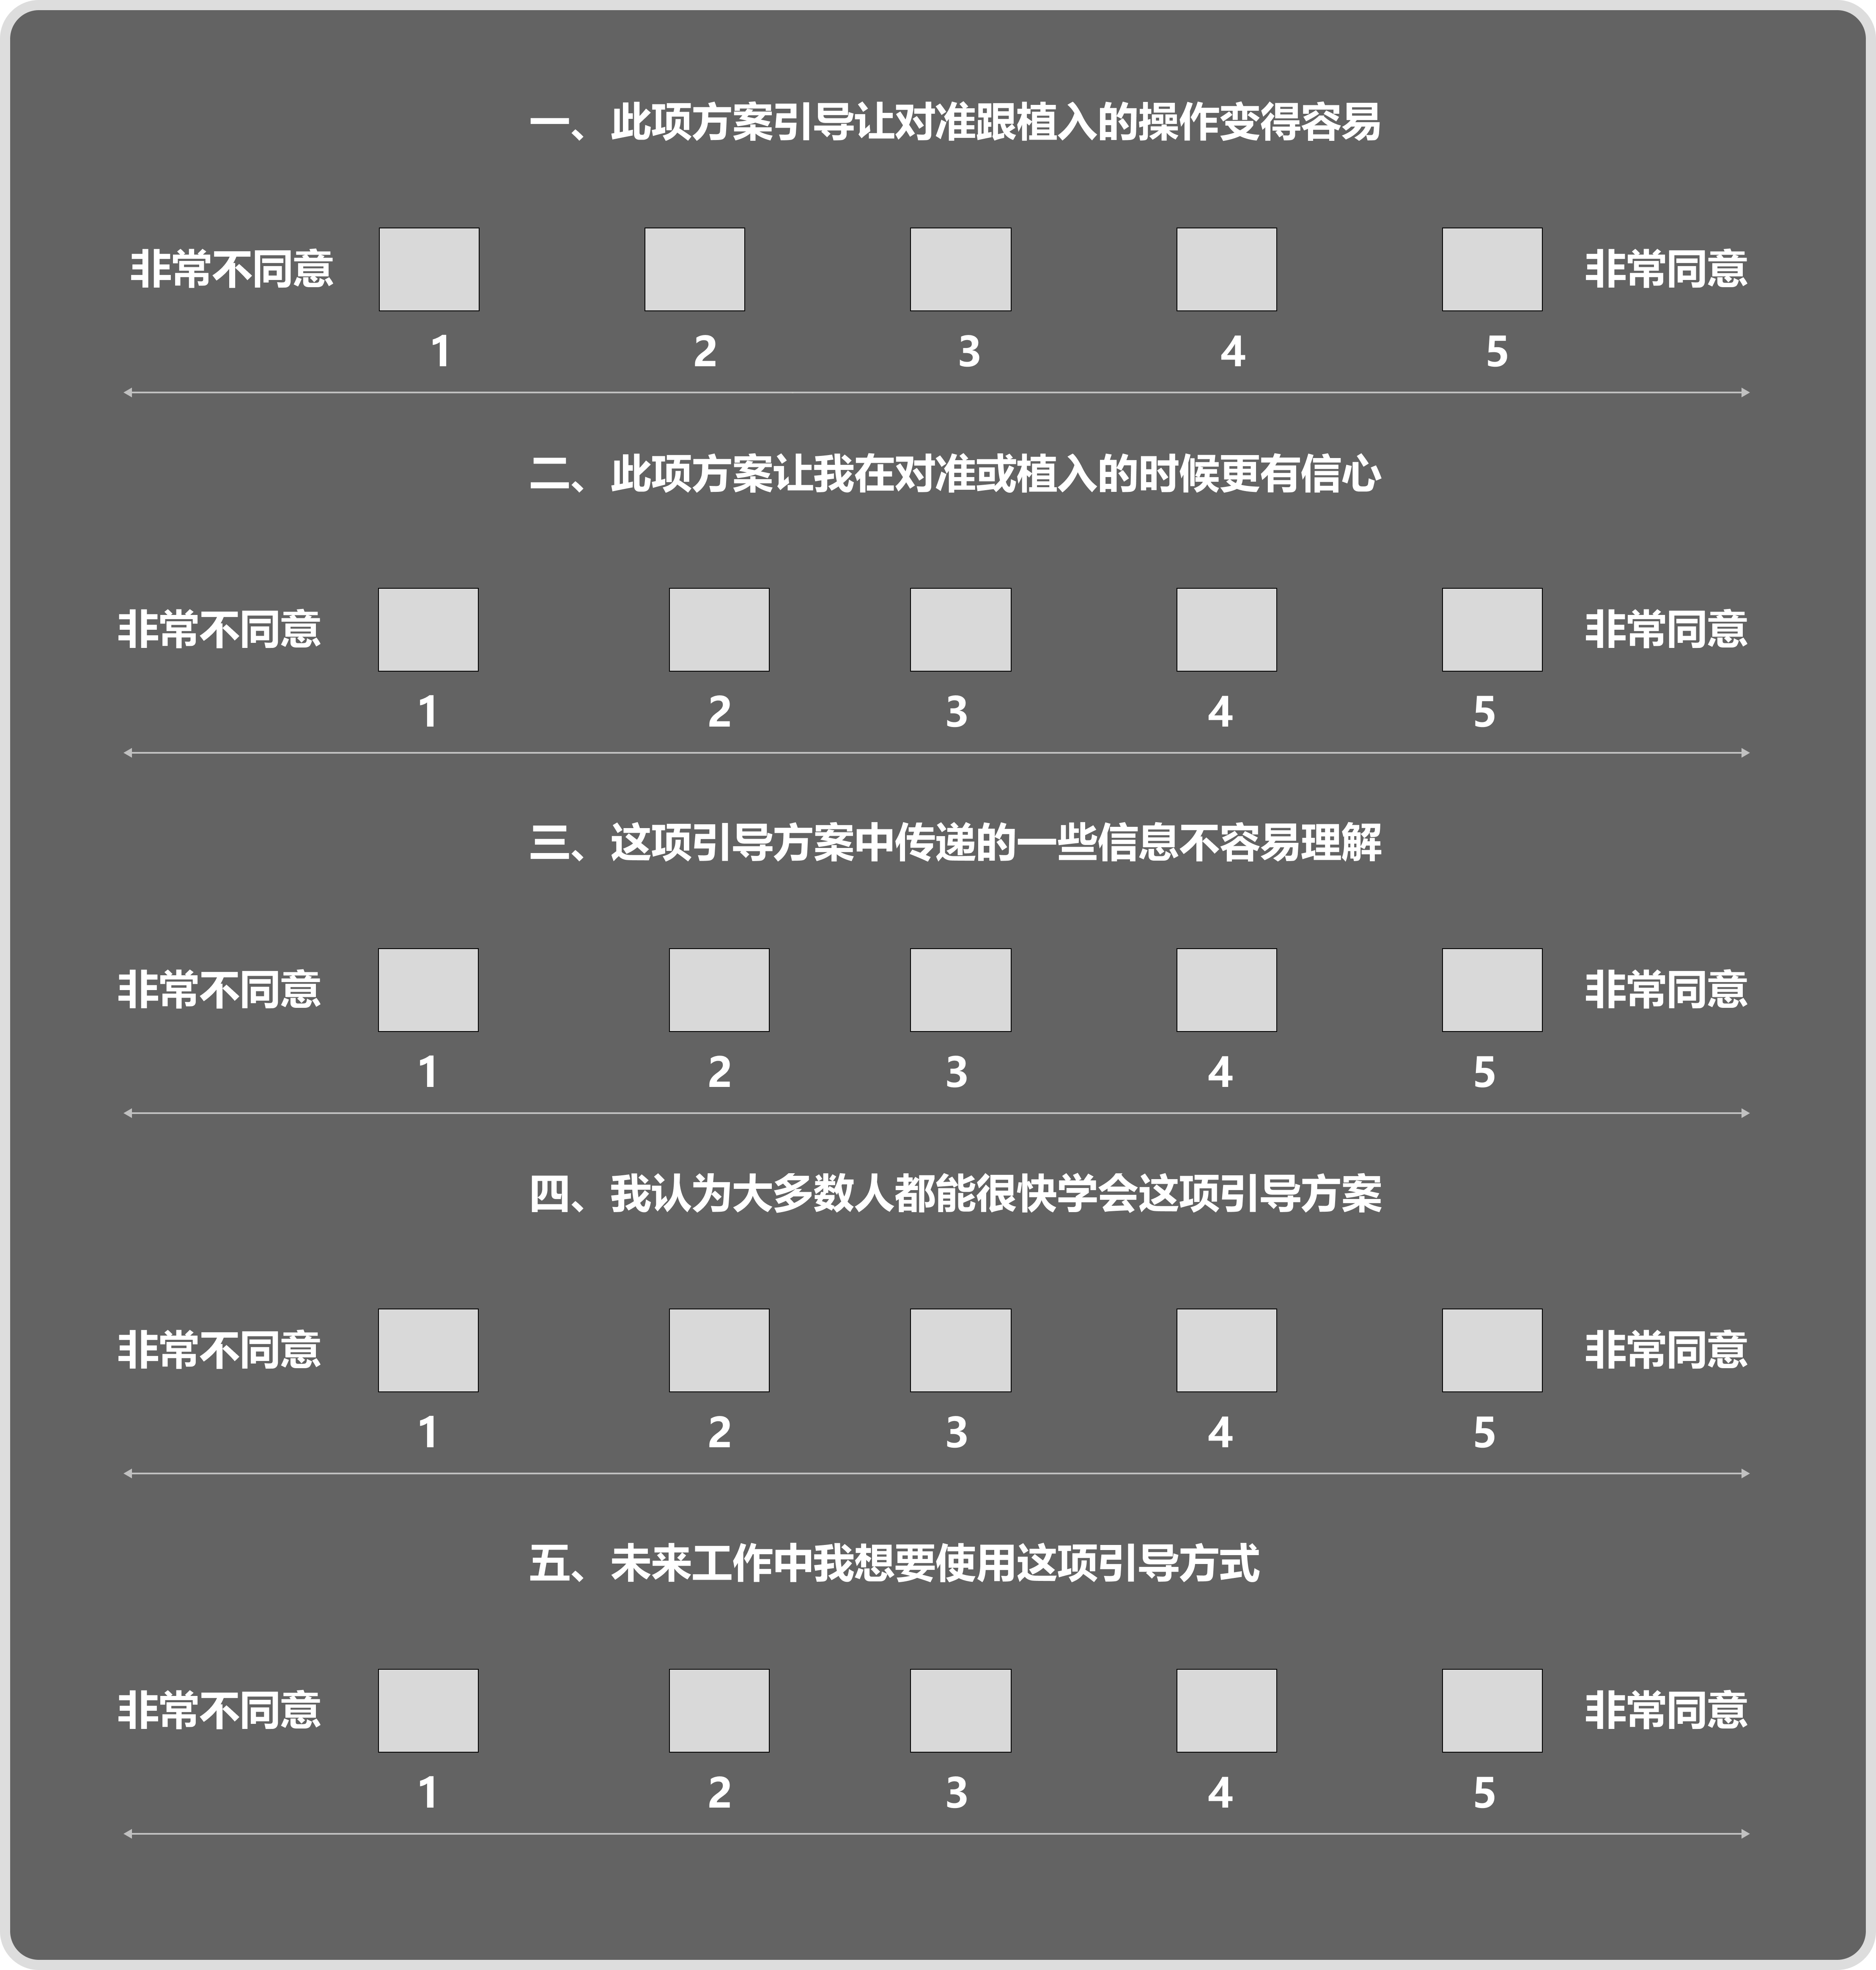 一、此项方案引导让对准跟植入的操作变得容易
非常不同意 非常同意
1 2 3 4 5
二、此项方案让我在对准或植入的时候更有信心
非常不同意 非常同意
1 2 3 4 5
三、这项引导方案中传递的一些信息不容易理解
非常不同意 非常同意
1 2 3 4 5
四、我认为大多数人都能很快学会这项引导方案
非常不同意 非常同意
1 2 3 4 5
五、未来工作中我想要使用这项引导方式
非常不同意 非常同意
1 2 3 4 5